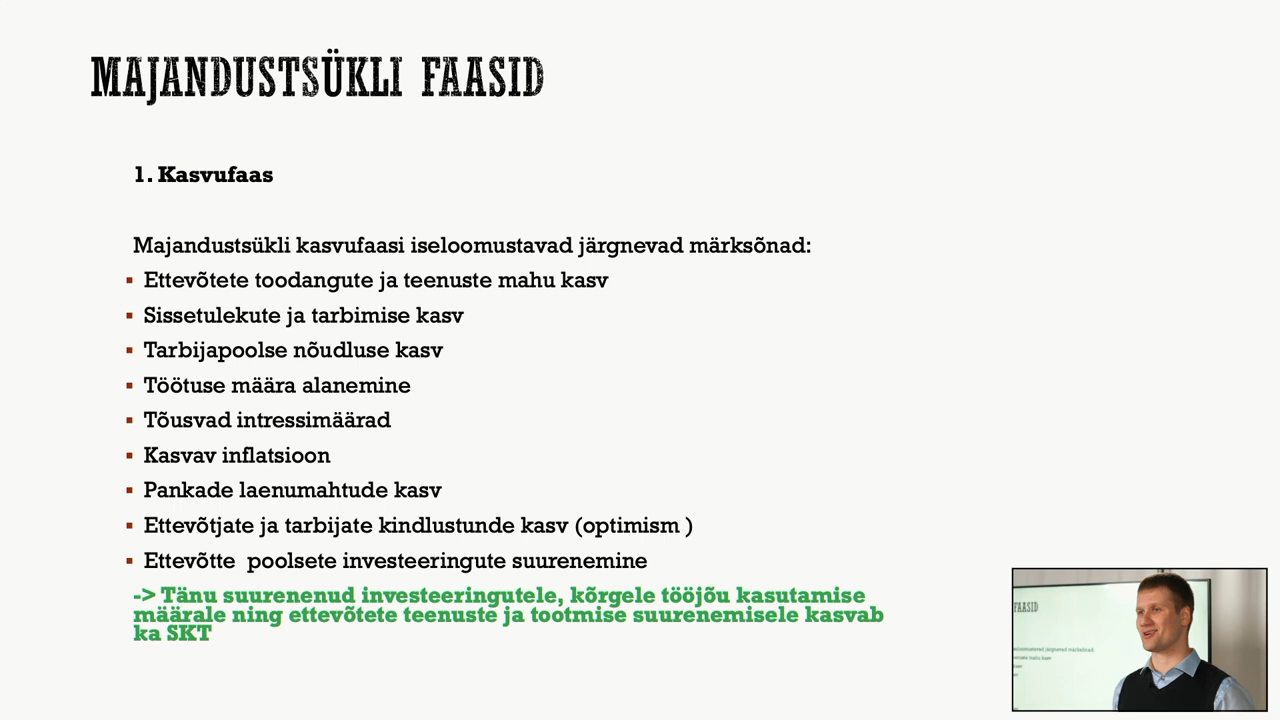 MAJANDUSTSÜKLI FAASID
1. Kasvufaas
Majandustsükli kasvufaasi iseloomustavad järgnevad märksõnad:
▪ Ettevõtete toodangute ja teenuste mahu kasv
▪ Sissetulekute ja tarbimise kasv
▪ Tarbijapoolse nõudluse kasv
▪ Töötuse määra alanemine
▪ Tõusvad intressimäärad
▪ Kasvav inflatsioon
▪ Pankade laenumahtude kasv
▪ Ettevõtjate ja tarbijate kindlustunde kasv (optimism )
▪ Ettevõtte poolsete investeeringute suurenemine
-> Tänu suurenenud investeeringutele, kõrgele tööjõu kasutamise
määrale ning ettevõtete teenuste ja tootmise suurenemisele kasvab
ka SKT
FAASID